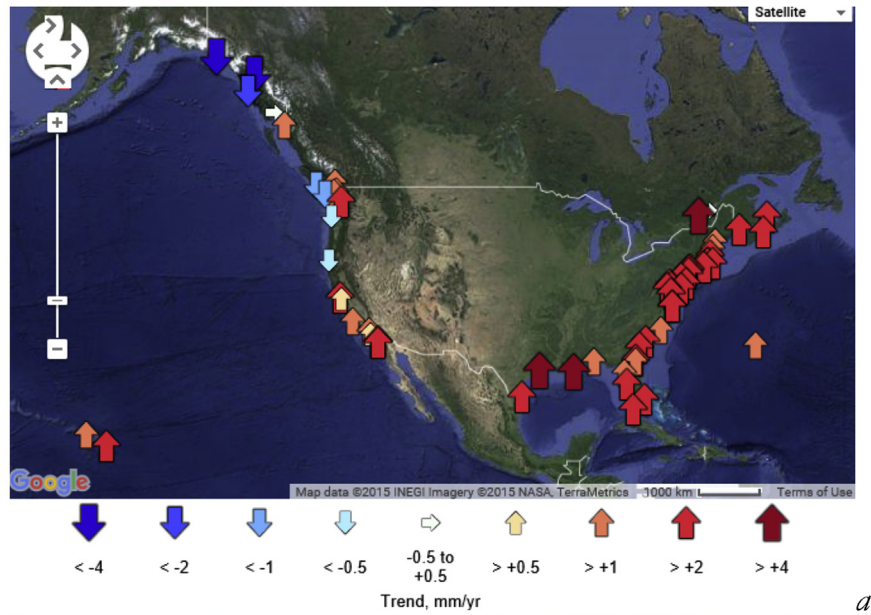 Satellite
+
−
Google
Map data ©2015 INEGI Imagery ©2015 NASA, TerraMetrics 1000 km Terms of Use
< -4 < -2 < -1 < -0.5 -0.5 to +0.5 > +0.5 > +1 > +2 > +4
Trend, mm/yr
a